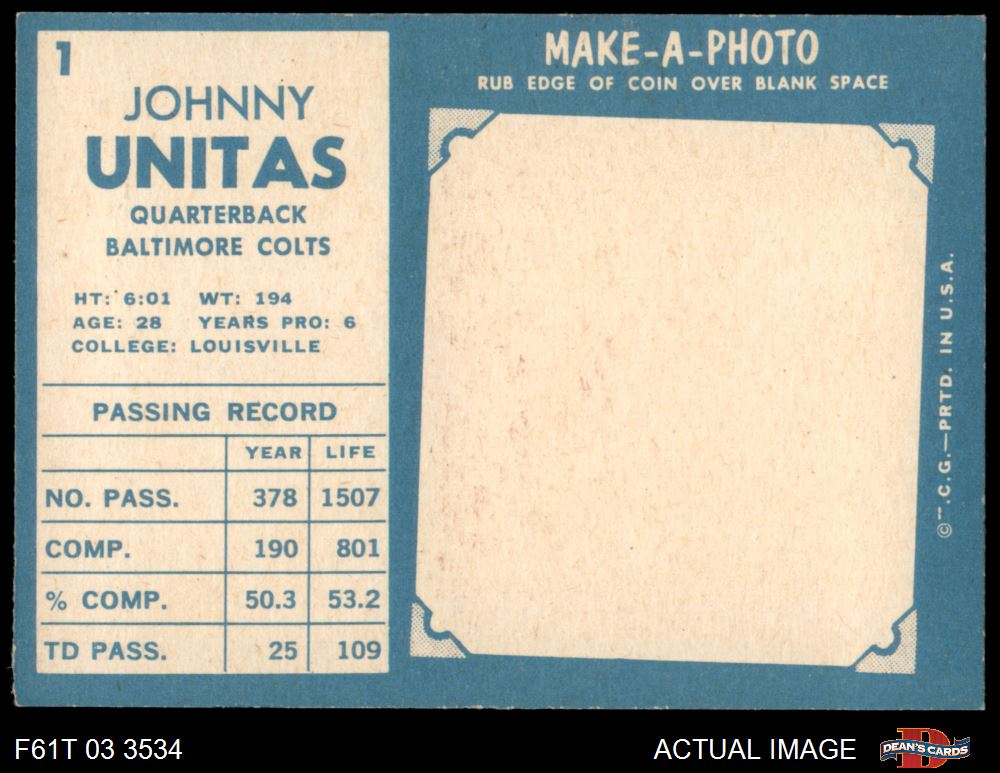 1
JOHNNY
UNITAS
QUARTERBACK
BALTIMORE COLTS
HT: 6:01 WT: 194
AGE: 28 YEARS PRO: 6
COLLEGE: LOUISVILLE
PASSING RECORD
YEAR LIFE
NO. PASS. 378 1507
COMP. 190 801
% COMP. 50.3 53.2
TD PASS. 25 109
MAKE-A-PHOTO
RUB EDGE OF COIN OVER BLANK SPACE
© .C.G.—PRTD. IN U.S.A.
F61T 03 3534
ACTUAL IMAGE
D
DEAN'S CARDS